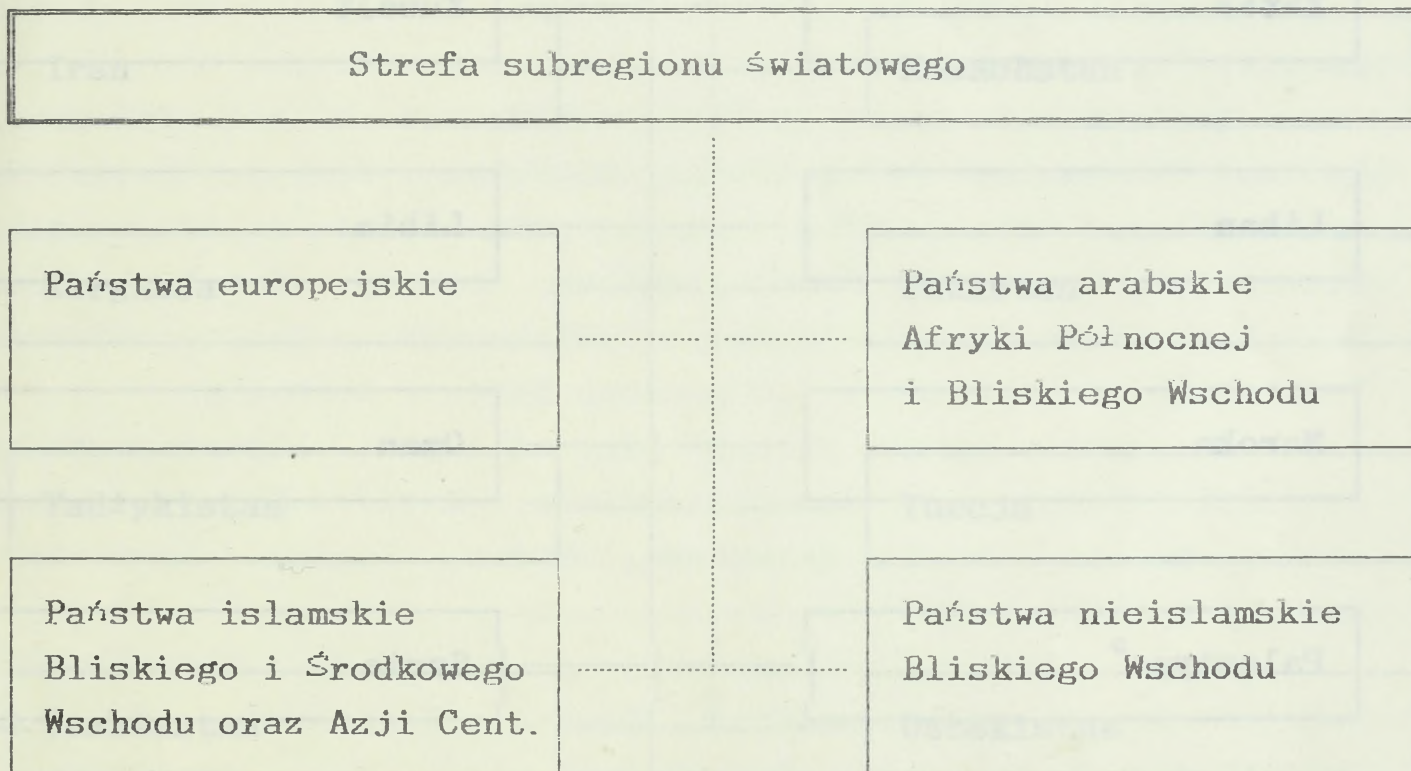 Strefa subregionu światowego
Państwa europejskie
Państwa arabskie
Afryki Północnej
i Bliskiego Wschodu
Państwa islamskie
Bliskiego i Środkowego
Wschodu oraz Azji Cent.
Państwa nieislamskie
Bliskiego Wschodu